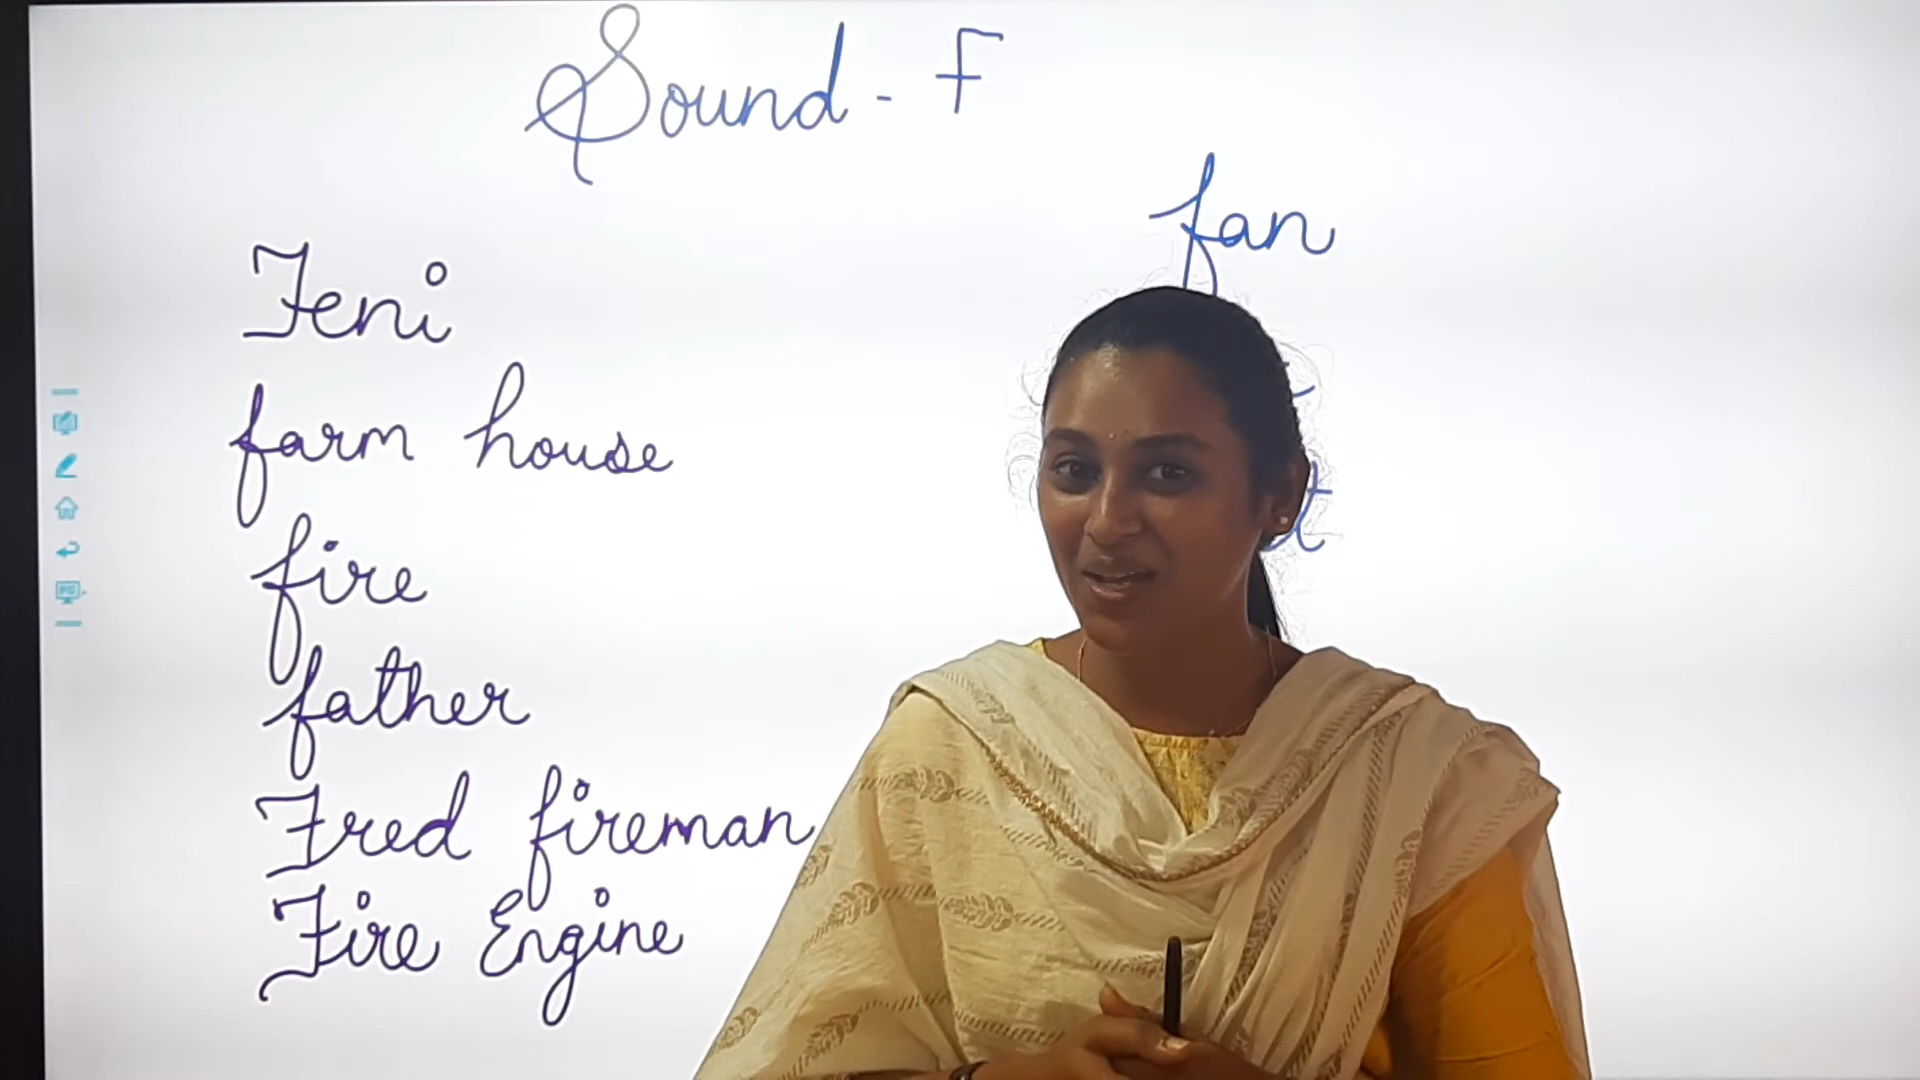 Sound - F
fan
Feni
farm house
fire
father
Fred fireman
Fire Engine